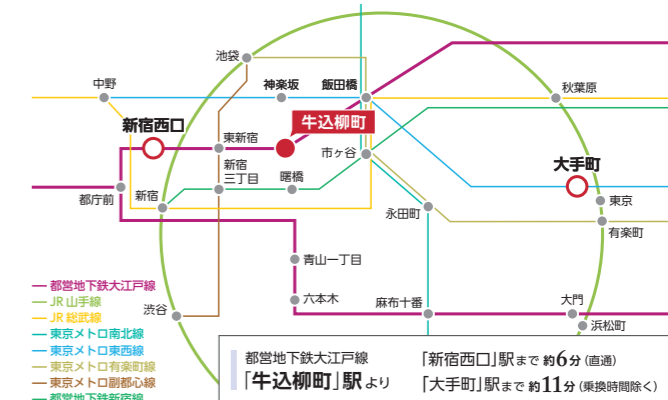 池袋
中野
神楽坂
飯田橋
秋葉原
新宿西口
牛込柳町
東新宿
市ヶ谷
大手町
新宿
三丁目
曙橋
都庁前
新宿
永田町
東京
有楽町
青山一丁目
六本木
渋谷
麻布十番
大門
浜松町
都営地下鉄大江戸線
JR 山手線
JR 総武線
東京メトロ南北線
東京メトロ東西線
東京メトロ有楽町線
東京メトロ副都心線
都営地下鉄新宿線
都営地下鉄大江戸線
「牛込柳町」駅より
「新宿西口」駅まで 約6分（直通）
「大手町」駅まで 約11分（乗換時間除く）